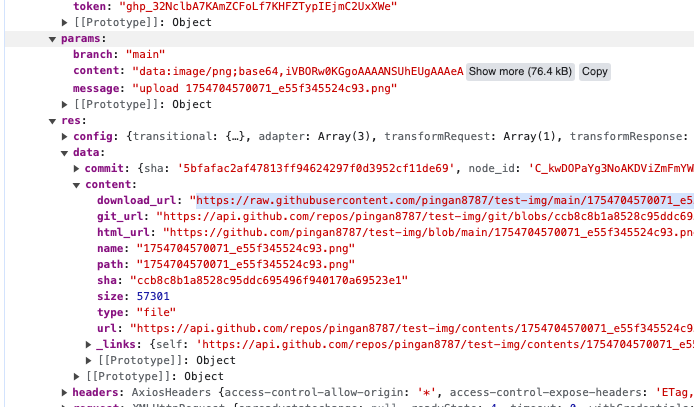 token: "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"
[[Prototype]]: Object
params:
branch: "main"
content: "data:image/png;base64,iVBORw0KGgoAAAANSUhEUgAAAeA Show more (76.4 kB) Copy
message: "upload 1754704570071_e55f345524c93.png"
[[Prototype]]: Object
res:
config: {transitional: {…}, adapter: Array(3), transformRequest: Array(1), transformResponse:
data:
commit: {sha: '5bfafac2af47813ff94624297f0d3952cf11de69', node_id: 'C_kwDOPaYg3NoAKDViZmFmYW
content:
download_url: "https://raw.githubusercontent.com/pingan8787/test-img/main/1754704570071_e5
git_url: "https://api.github.com/repos/pingan8787/test-img/git/blobs/ccb8c8b1a8528c95ddc69
html_url: "https://github.com/pingan8787/test-img/blob/main/1754704570071_e55f345524c93.pn
name: "1754704570071_e55f345524c93.png"
path: "1754704570071_e55f345524c93.png"
sha: "ccb8c8b1a8528c95ddc695496f940170a69523e1"
size: 57301
type: "file"
url: "https://api.github.com/repos/pingan8787/test-img/contents/1754704570071_e55f345524c9
_links: {self: 'https://api.github.com/repos/pingan8787/test-img/contents/1754704570071_e5
[[Prototype]]: Object
[[Prototype]]: Object
headers: AxiosHeaders {access-control-allow-origin: '*', access-control-expose-headers: 'ETag,